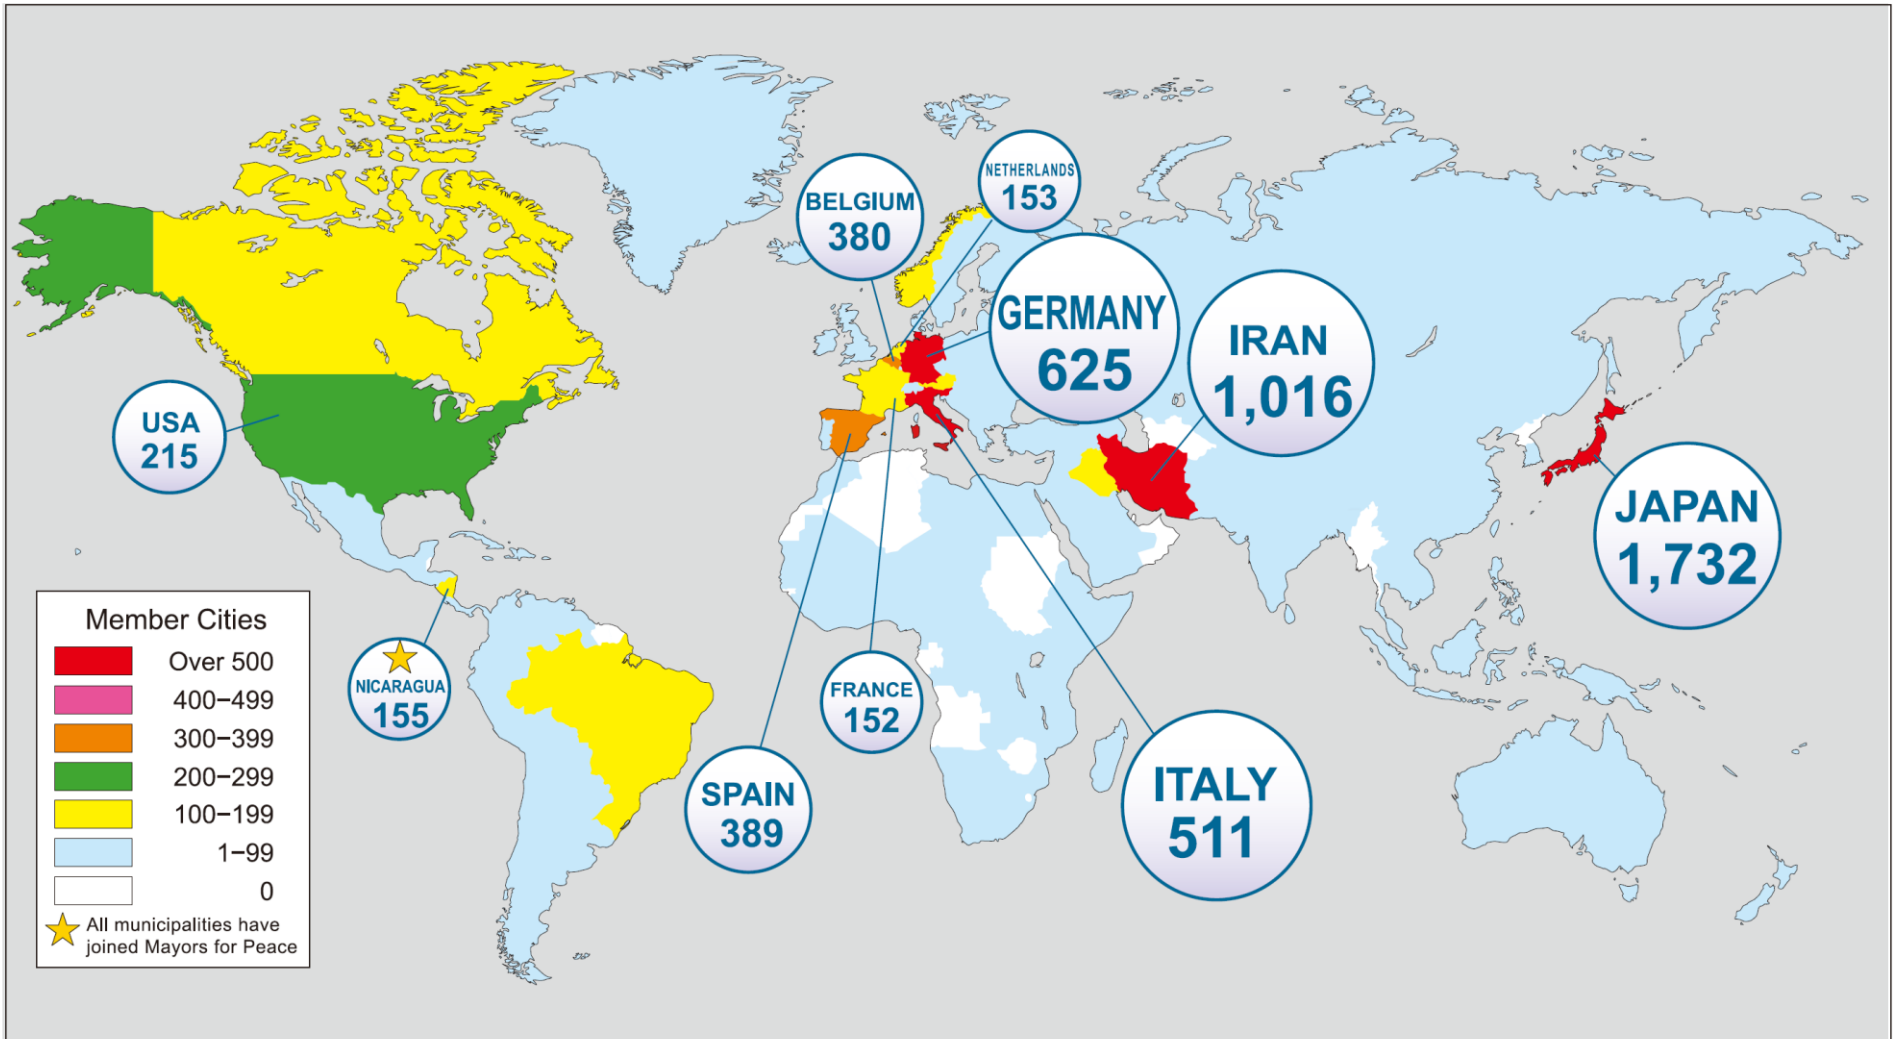 NETHERLANDS
153
BELGIUM
380
GERMANY
625
IRAN
1,016
USA
215
JAPAN
1,732
NICARAGUA
155
FRANCE
152
SPAIN
389
ITALY
511
Member Cities
Over 500
400−499
300−399
200−299
100−199
1−99
0
All municipalities have
joined Mayors for Peace